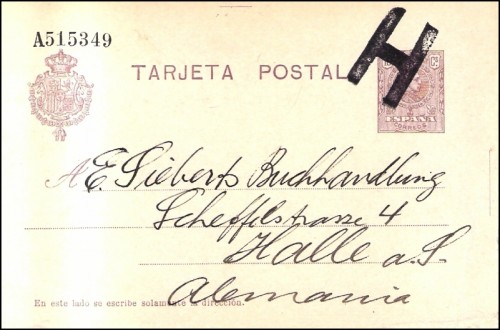 A515349
H
TARJETA POSTAL
ESPAÑA
CORREOS
A E. Sieberts Buchhandlung
Scheffelstrasse 4
Halle a. S.
Alemania
En este lado se escribe solamente la dirección.